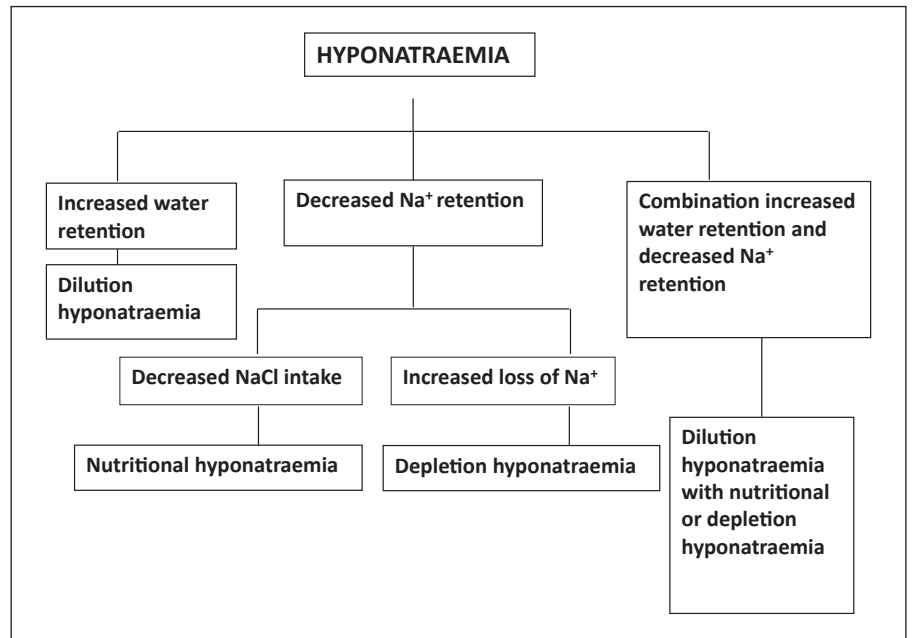 HYPONATRAEMIA
Increased water
retention
Decreased Na⁺ retention
Combination increased
water retention and
decreased Na⁺
retention
Dilution
hyponatraemia
Decreased NaCl intake
Increased loss of Na⁺
Nutritional hyponatraemia
Depletion hyponatraemia
Dilution
hyponatraemia
with nutritional
or depletion
hyponatraemia